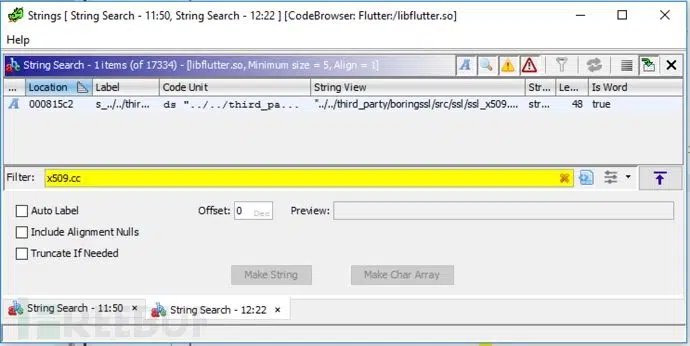 Strings [ String Search - 11:50, String Search - 12:22 ] [CodeBrowser: Flutter:/libflutter.so]
Help
String Search - 1items (of 17334) - [libflutter.so, Minimum size = 5, Align = 1]
... Location Label Code Unit String View Str... Le... Is Word
A 000815c2 s_../../thir... ds "../../third_pa... "../../third_party/boringssl/src/ssl/ssl_x509.... str... 48 true
Filter: x509.cc
Auto Label Offset: 0 Dec Preview:
Include Alignment Nulls
Truncate If Needed
Make String Make Char Array
String Search - 11:50 × String Search - 12:22 ×
REEBUF